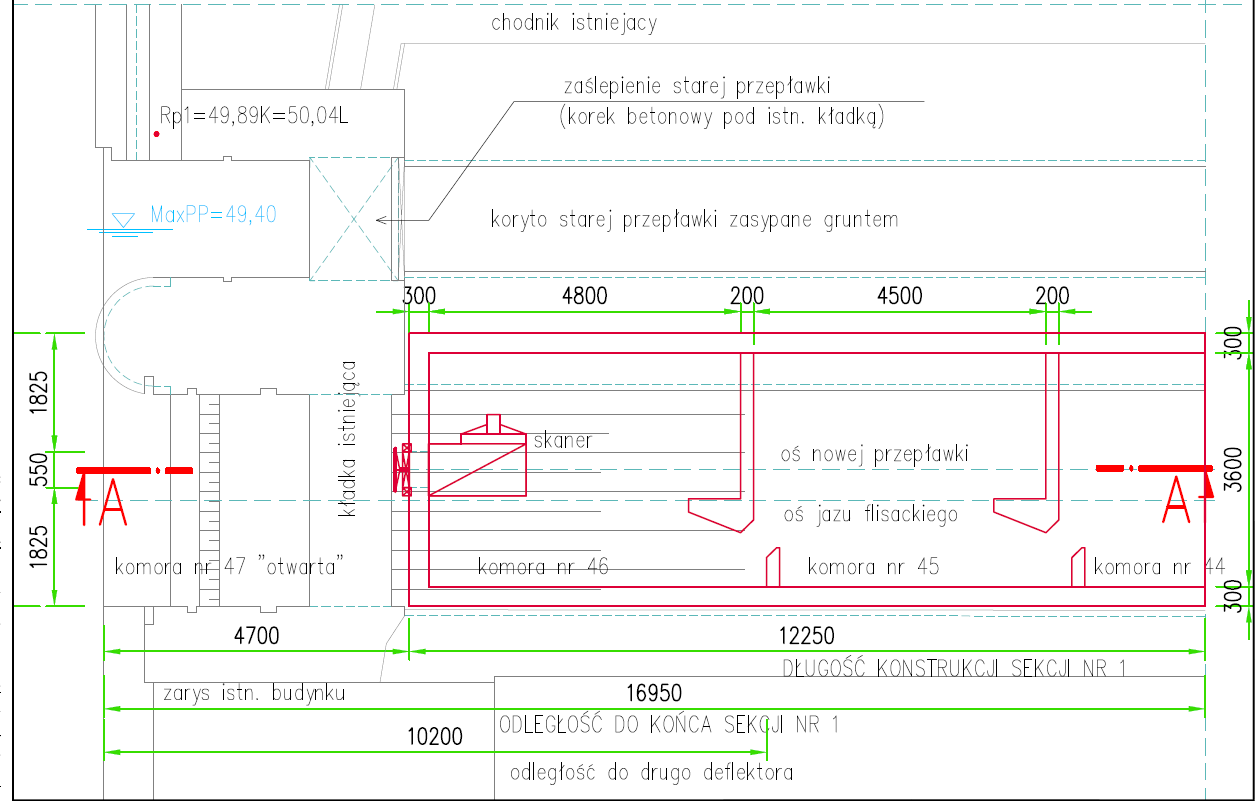 chodnik istniejacy
zaślepienie starej przepławki
(korek betonowy pod istn. kładką)
Rp1=49,89K=50,04L
MaxPP=49,40
koryto starej przepławki zasypane gruntem
300
4800
200
4500
200
300
1825
kładka istniejąca
skaner
oś nowej przepławki
550
3600
A
A
oś jazu flisackiego
1825
komora nr 47 "otwarta"
komora nr 46
komora nr 45
komora nr 44
300
4700
12250
DŁUGOŚĆ KONSTRUKCJI SEKCJI NR 1
zarys istn. budynku
16950
ODLEGŁOŚĆ DO KOŃCA SEKCJI NR 1
10200
odległość do drugo deflektora